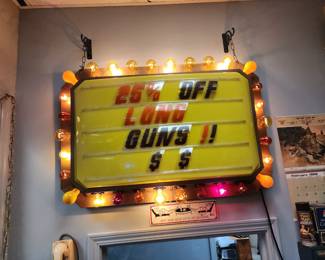 25% OFF
LONG
GUNS !!
$ $